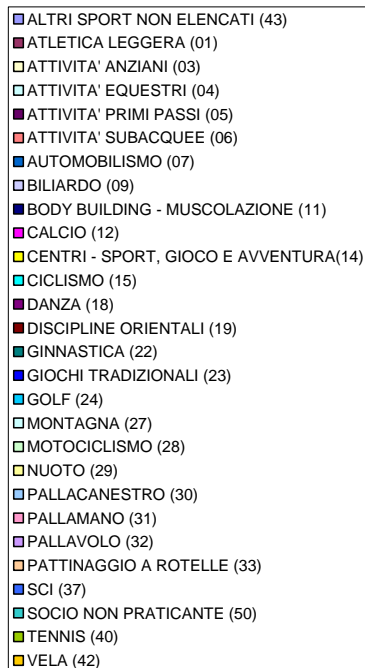 ALTRI SPORT NON ELENCATI (43)
ATLETICA LEGGERA (01)
ATTIVITA' ANZIANI (03)
ATTIVITA' EQUESTRI (04)
ATTIVITA' PRIMI PASSI (05)
ATTIVITA' SUBACQUEE (06)
AUTOMOBILISMO (07)
BILIARDO (09)
BODY BUILDING - MUSCOLAZIONE (11)
CALCIO (12)
CENTRI - SPORT, GIOCO E AVVENTURA(14)
CICLISMO (15)
DANZA (18)
DISCIPLINE ORIENTALI (19)
GINNASTICA (22)
GIOCHI TRADIZIONALI (23)
GOLF (24)
MONTAGNA (27)
MOTOCICLISMO (28)
NUOTO (29)
PALLACANESTRO (30)
PALLAMANO (31)
PALLAVOLO (32)
PATTINAGGIO A ROTELLE (33)
SCI (37)
SOCIO NON PRATICANTE (50)
TENNIS (40)
VELA (42)